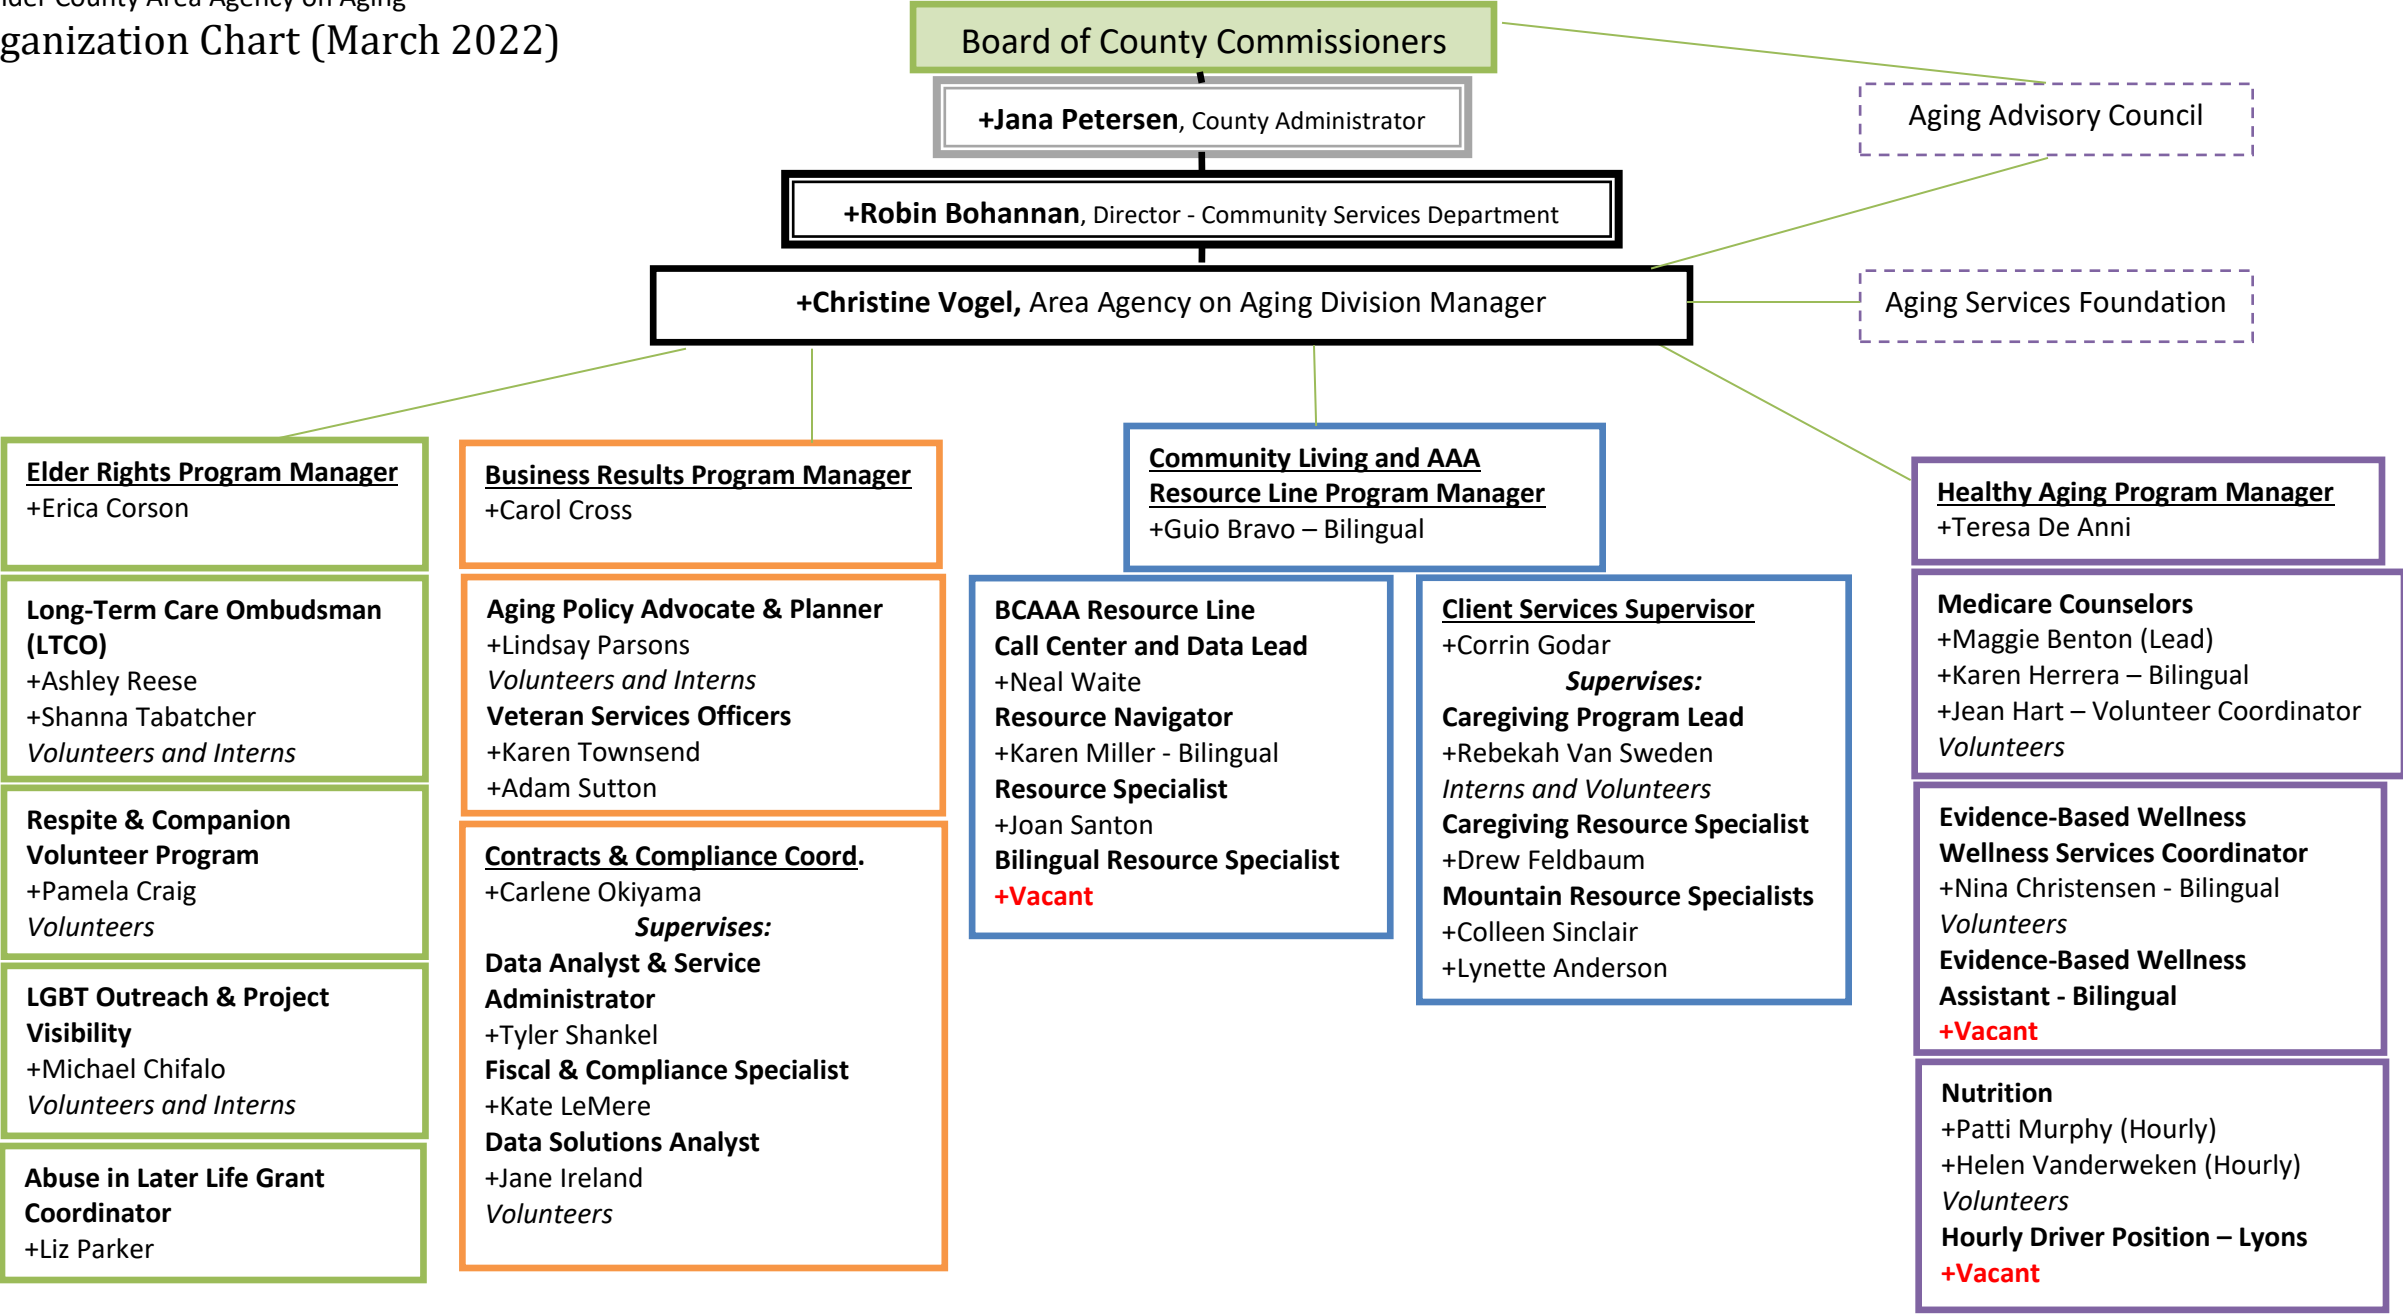 County Area Agency on Aging
ganization Chart (March 2022)
Board of County Commissioners
+Jana Petersen, County Administrator
Aging Advisory Council
+Robin Bohannan, Director - Community Services Department
+Christine Vogel, Area Agency on Aging Division Manager
Aging Services Foundation
Elder Rights Program Manager
+Erica Corson
Long-Term Care Ombudsman
(LTCO)
+Ashley Reese
+Shanna Tabatcher
Volunteers and Interns
Respite & Companion
Volunteer Program
+Pamela Craig
Volunteers
LGBT Outreach & Project
Visibility
+Michael Chifalo
Volunteers and Interns
Abuse in Later Life Grant
Coordinator
+Liz Parker
Business Results Program Manager
+Carol Cross
Aging Policy Advocate & Planner
+Lindsay Parsons
Volunteers and Interns
Veteran Services Officers
+Karen Townsend
+Adam Sutton
Contracts & Compliance Coord.
+Carlene Okiyama
Supervises:
Data Analyst & Service
Administrator
+Tyler Shankel
Fiscal & Compliance Specialist
+Kate LeMere
Data Solutions Analyst
+Jane Ireland
Volunteers
Community Living and AAA
Resource Line Program Manager
+Guio Bravo – Bilingual
BCAAA Resource Line
Call Center and Data Lead
+Neal Waite
Resource Navigator
+Karen Miller - Bilingual
Resource Specialist
+Joan Santon
Bilingual Resource Specialist
+Vacant
Client Services Supervisor
+Corrin Godar
Supervises:
Caregiving Program Lead
+Rebekah Van Sweden
Interns and Volunteers
Caregiving Resource Specialist
+Drew Feldbaum
Mountain Resource Specialists
+Colleen Sinclair
+Lynette Anderson
Healthy Aging Program Manager
+Teresa De Anni
Medicare Counselors
+Maggie Benton (Lead)
+Karen Herrera – Bilingual
+Jean Hart – Volunteer Coordinator
Volunteers
Evidence-Based Wellness
Wellness Services Coordinator
+Nina Christensen - Bilingual
Volunteers
Evidence-Based Wellness
Assistant - Bilingual
+Vacant
Nutrition
+Patti Murphy (Hourly)
+Helen Vanderweken (Hourly)
Volunteers
Hourly Driver Position – Lyons
+Vacant